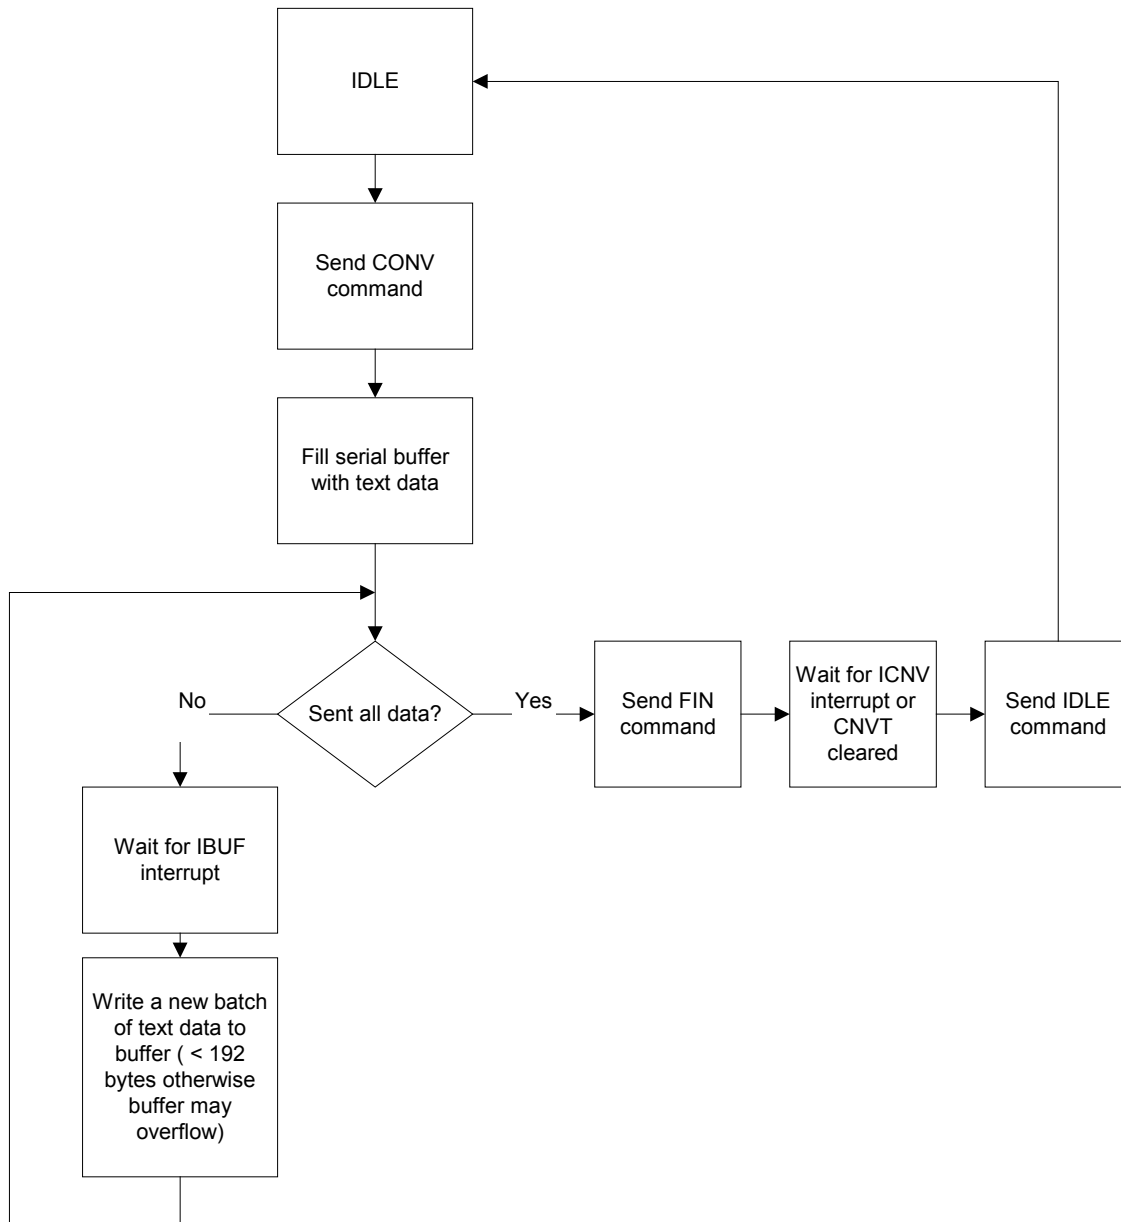 IDLE
Send CONV
command
Fill serial buffer
with text data
No
Sent all data?
Yes
Send FIN
command
Wait for ICNV
interrupt or
CNVT
cleared
Send IDLE
command
Wait for IBUF
interrupt
Write a new batch
of text data to
buffer ( < 192
bytes otherwise
buffer may
overflow)